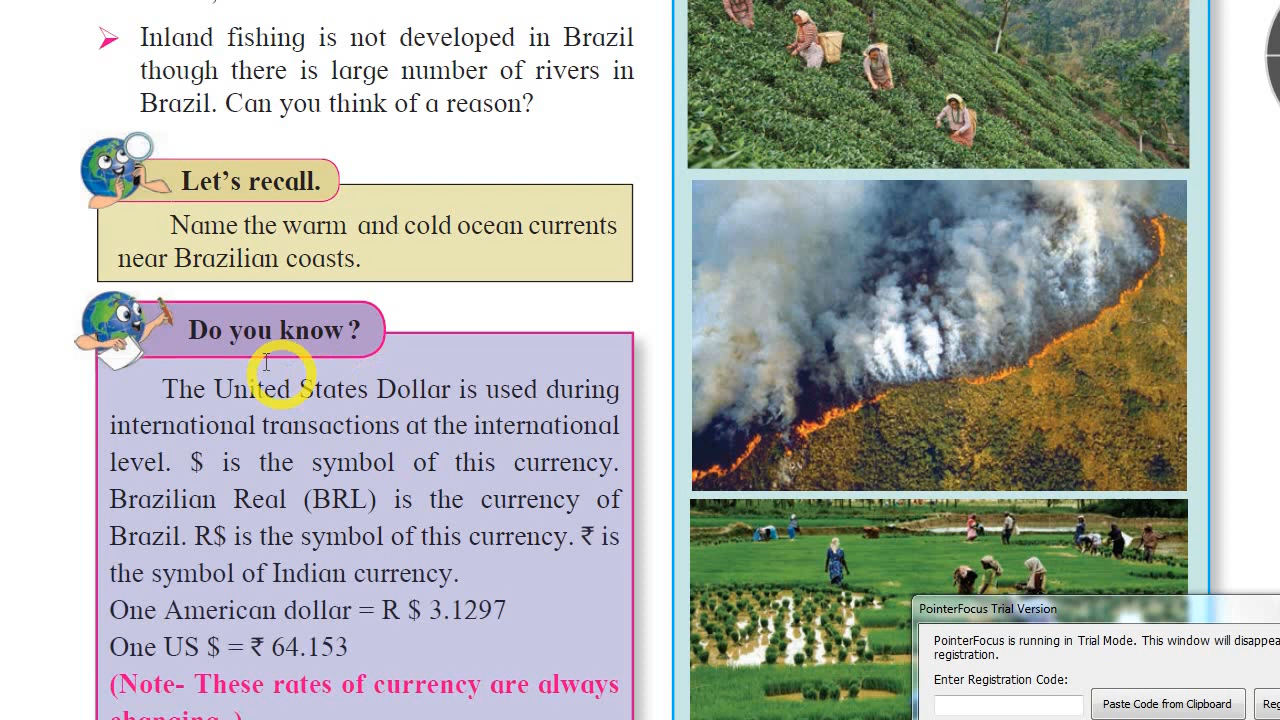 Inland fishing is not developed in Brazil
though there is large number of rivers in
Brazil. Can you think of a reason?
Let's recall.
Name the warm and cold ocean currents
near Brazilian coasts.
Do you know?
The United States Dollar is used during
international transactions at the international
level. $ is the symbol of this currency.
Brazilian Real (BRL) is the currency of
Brazil. R$ is the symbol of this currency. ₹ is
the symbol of Indian currency.
One American dollar = R $ 3.1297
One US $ = ₹ 64.153
(Note- These rates of currency are always
PointerFocus Trial Version
PointerFocus is running in Trial Mode. This window will disappea
registration.
Enter Registration Code:
Paste Code from Clipboard